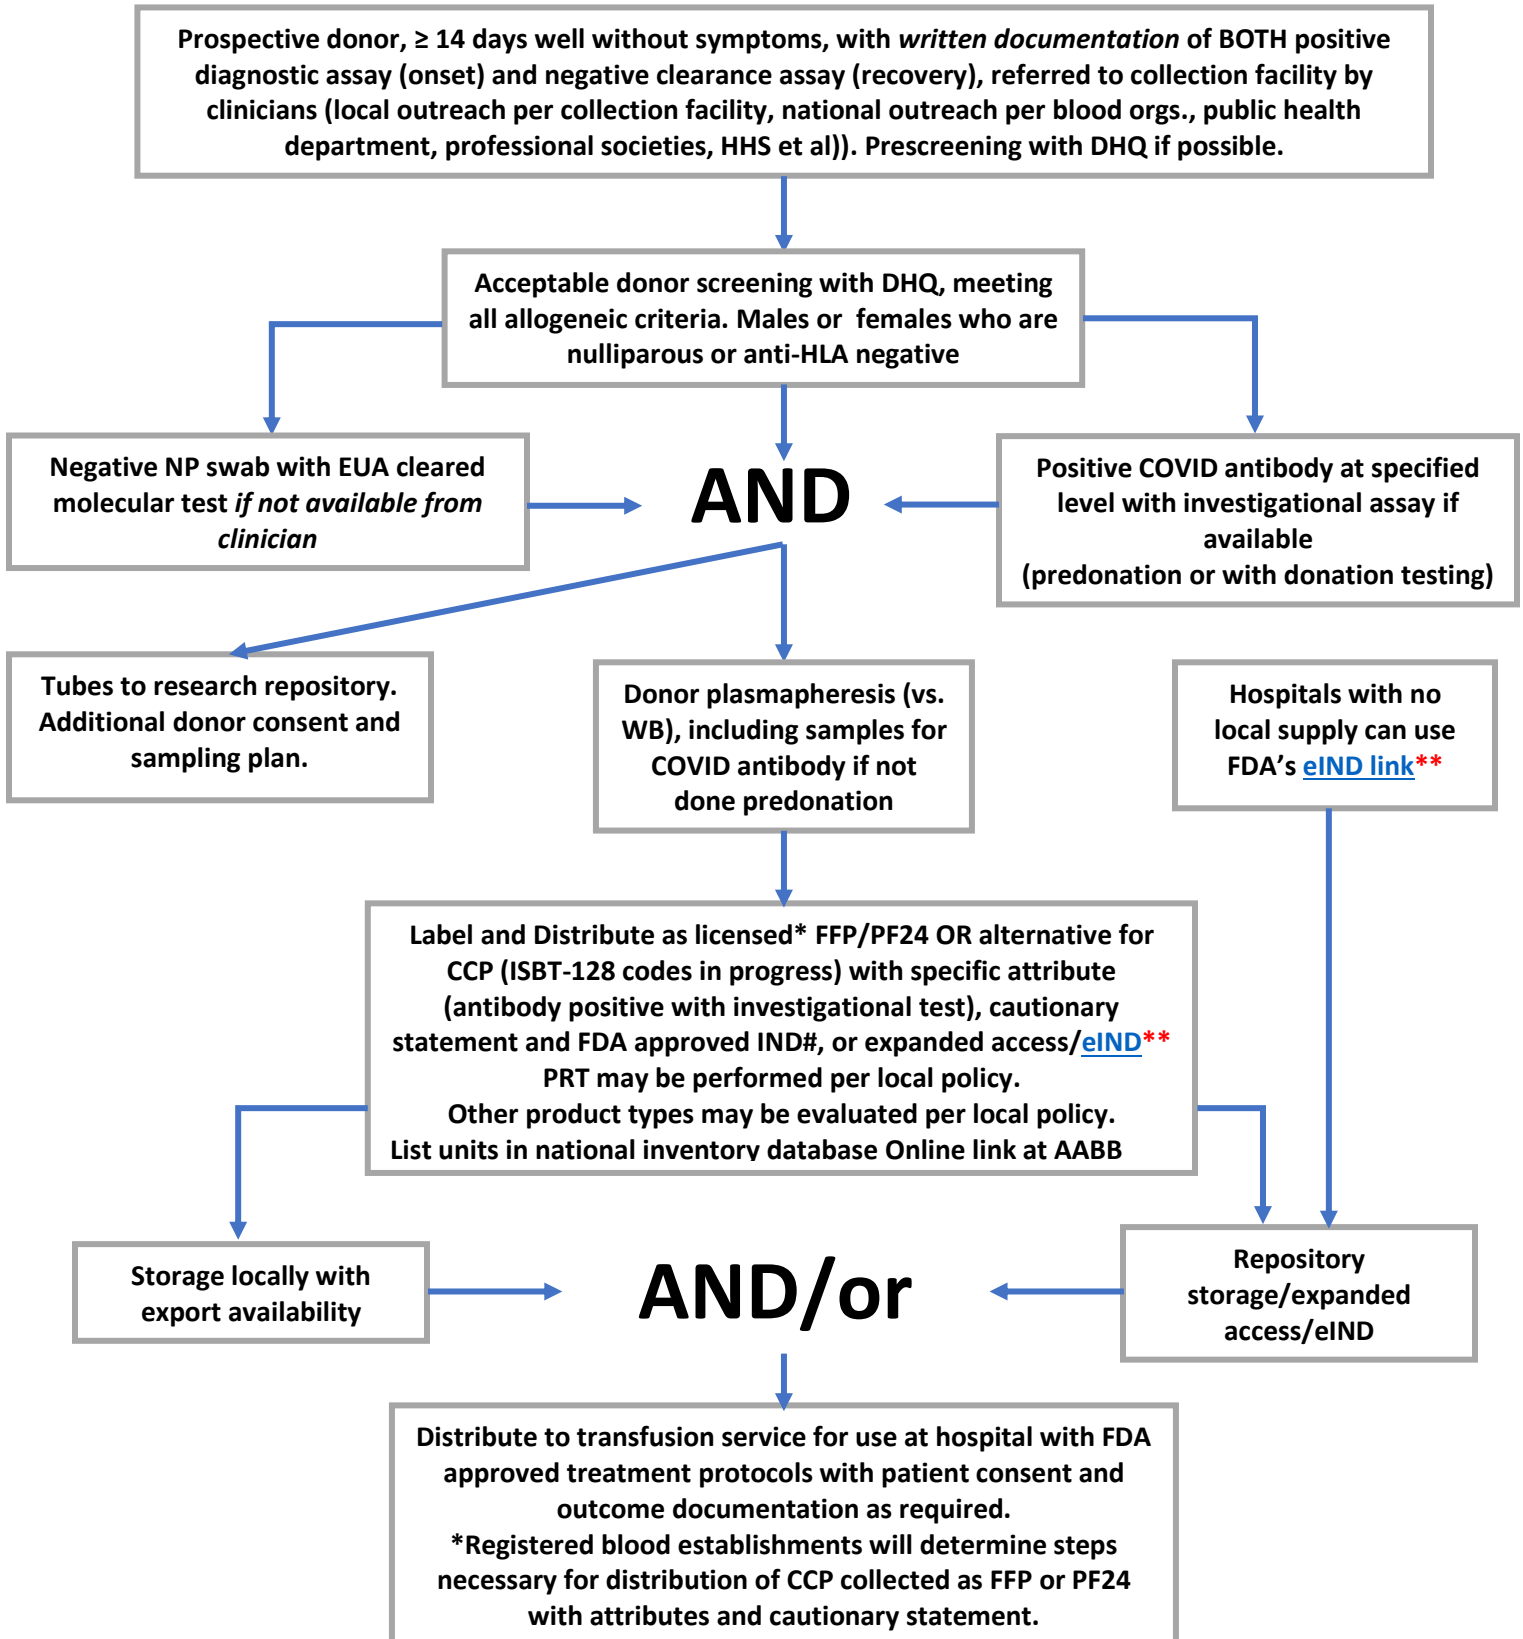 Prospective donor, ≥ 14 days well without symptoms, with written documentation of BOTH positive
diagnostic assay (onset) and negative clearance assay (recovery), referred to collection facility by
clinicians (local outreach per collection facility, national outreach per blood orgs., public health
department, professional societies, HHS et al)). Prescreening with DHQ if possible.
Acceptable donor screening with DHQ, meeting
all allogeneic criteria. Males or females who are
nulliparous or anti-HLA negative
Negative NP swab with EUA cleared
molecular test if not available from
clinician
AND
Positive COVID antibody at specified
level with investigational assay if
available
(predonation or with donation testing)
Tubes to research repository.
Additional donor consent and
sampling plan.
Donor plasmapheresis (vs.
WB), including samples for
COVID antibody if not
done predonation
Hospitals with no
local supply can use
FDA’s eIND link**
Label and Distribute as licensed* FFP/PF24 OR alternative for
CCP (ISBT-128 codes in progress) with specific attribute
(antibody positive with investigational test), cautionary
statement and FDA approved IND#, or expanded access/eIND**
PRT may be performed per local policy.
Other product types may be evaluated per local policy.
List units in national inventory database Online link at AABB
Storage locally with
export availability
AND/or
Repository
storage/expanded
access/eIND
Distribute to transfusion service for use at hospital with FDA
approved treatment protocols with patient consent and
outcome documentation as required.
*Registered blood establishments will determine steps
necessary for distribution of CCP collected as FFP or PF24
with attributes and cautionary statement.